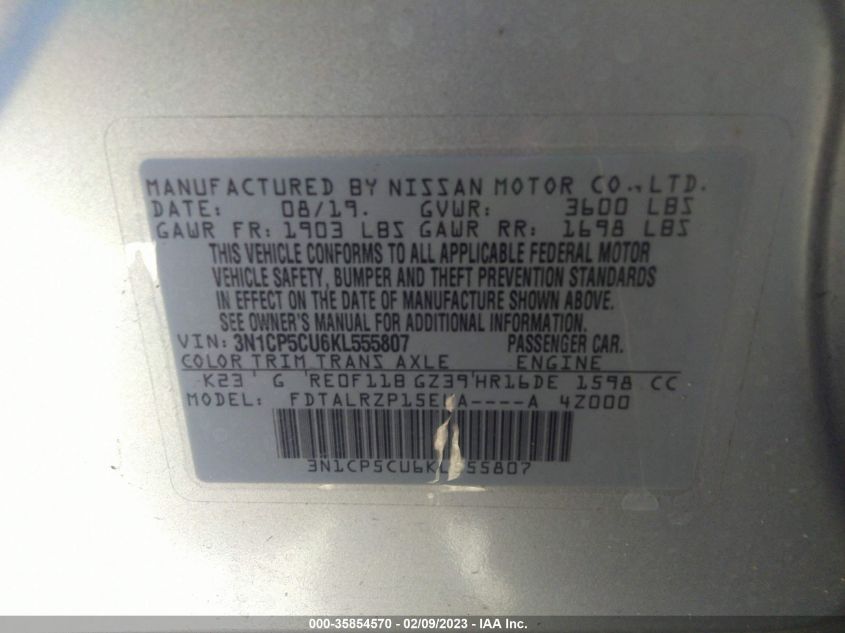 MANUFACTURED BY NISSAN MOTOR CO., LTD.
DATE: 08/19. GVWR: 3600 LBS
GAWR FR: 1903 LBS GAWR RR: 1698 LBS
THIS VEHICLE CONFORMS TO ALL APPLICABLE FEDERAL MOTOR
VEHICLE SAFETY, BUMPER AND THEFT PREVENTION STANDARDS
IN EFFECT ON THE DATE OF MANUFACTURE SHOWN ABOVE.
SEE OWNER'S MANUAL FOR ADDITIONAL INFORMATION.
VIN: 3N1CP5CU6KL555807 PASSENGER CAR.
COLOR TRIM TRANS AXLE ENGINE
K23 ' G 'RE0F11B GZ39'HR16DE 1598 CC
MODEL: 4Z000
3N1CP5CU6KL555807
000-35854570 - 02/09/2023 - IAA Inc.